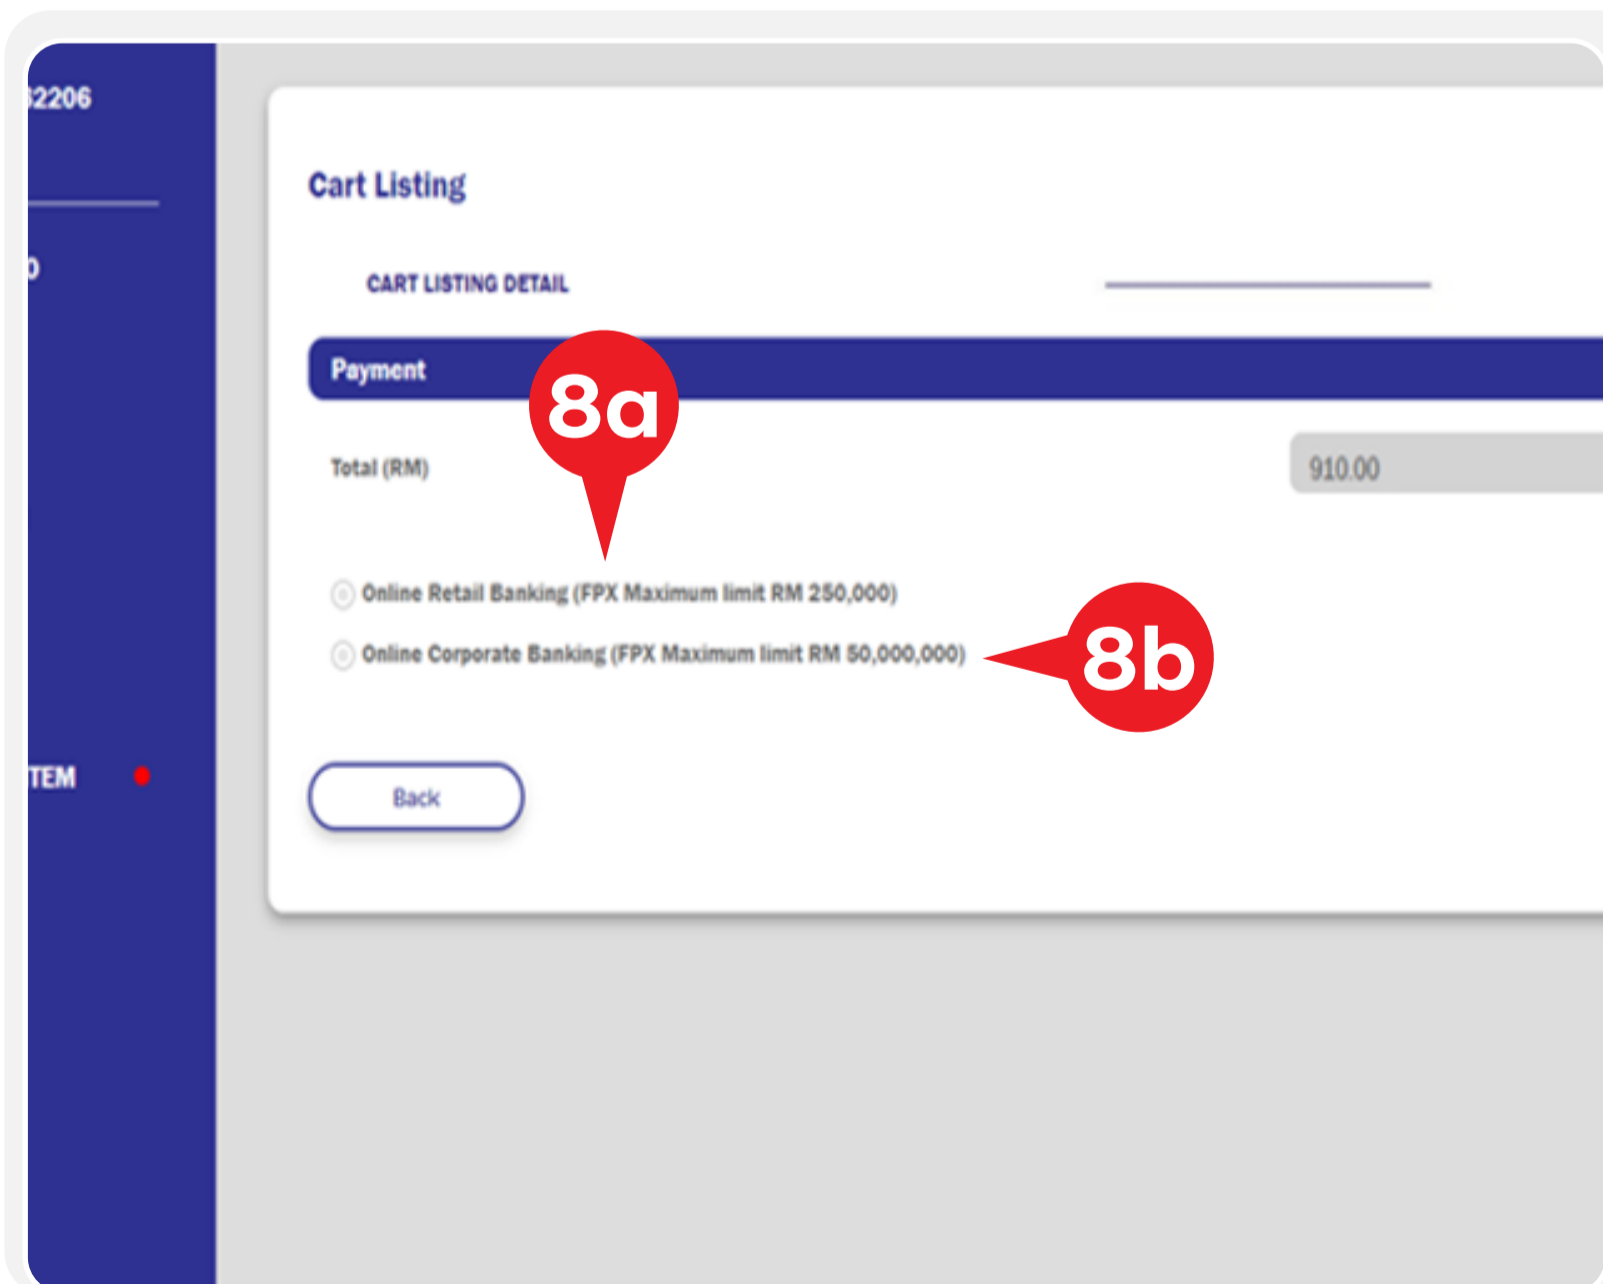 32206
Cart Listing
CART LISTING DETAIL
Payment
8a
Total (RM)
910.00
Online Retail Banking (FPX Maximum limit RM 250,000)
Online Corporate Banking (FPX Maximum limit RM 50,000,000)
8b
TEM
Back